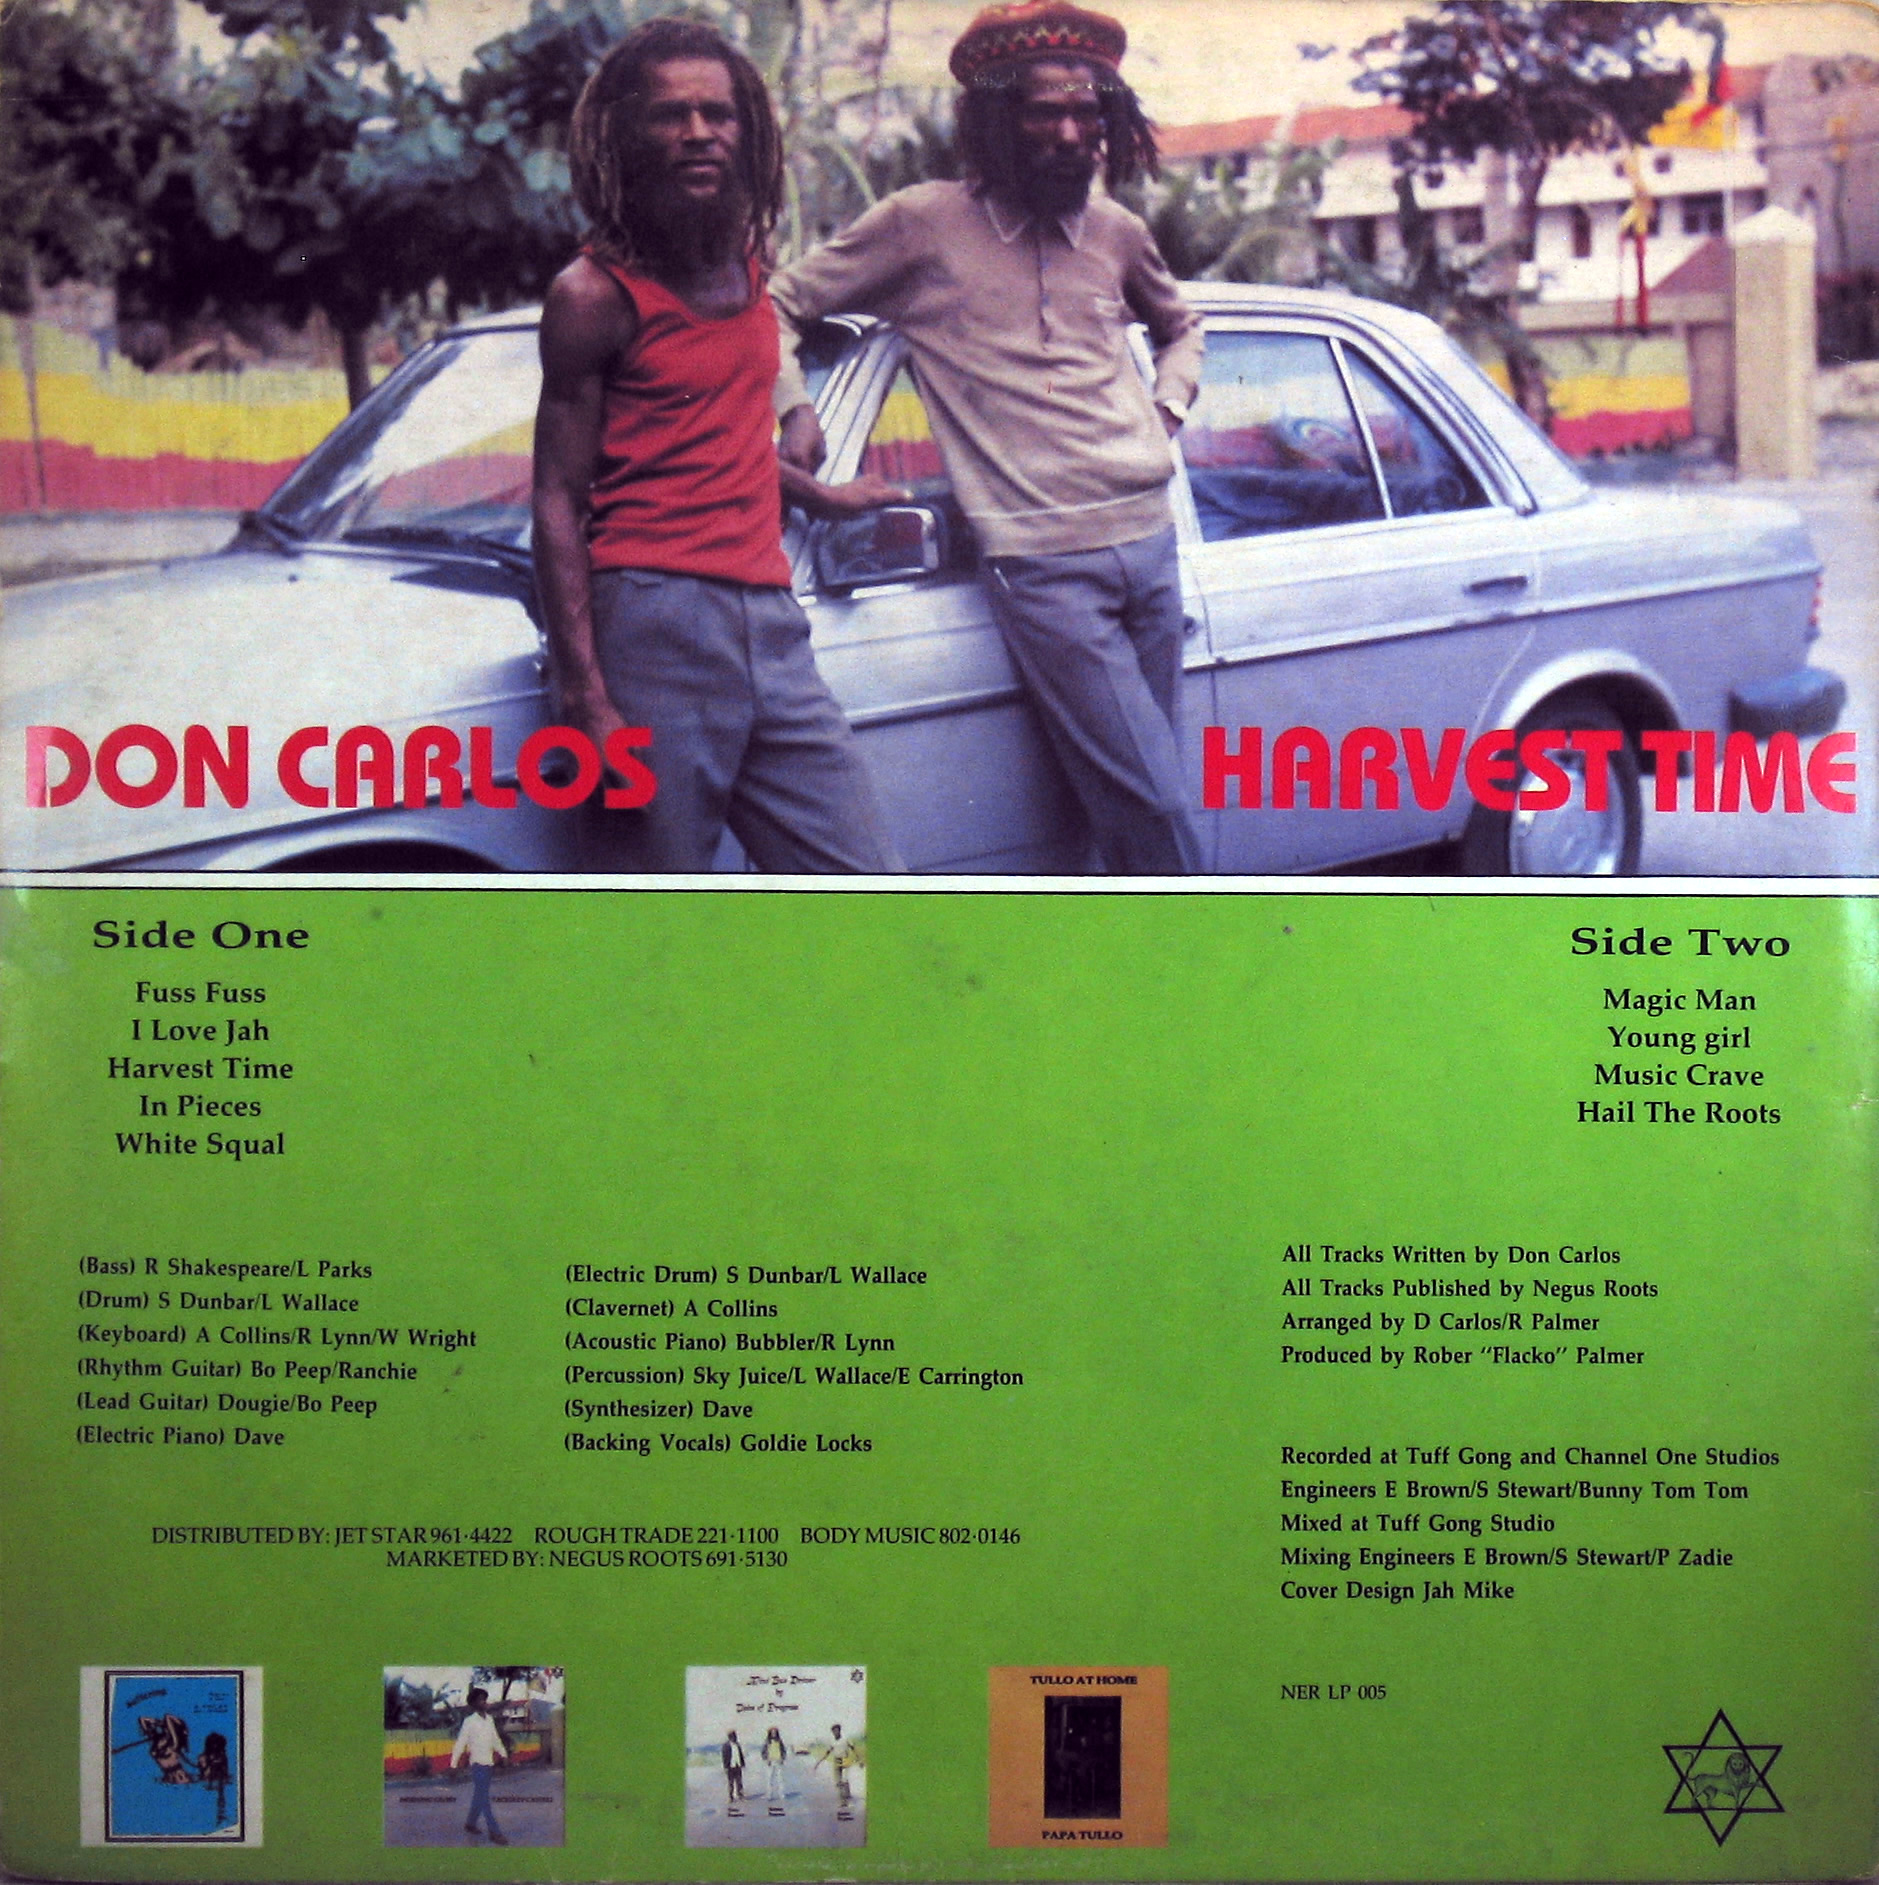 DON CARLOS
HARVEST TIME
Side One
Fuss Fuss
I Love Jah
Harvest Time
In Pieces
White Squal
Side Two
Magic Man
Young girl
Music Crave
Hail The Roots
(Bass) R Shakespeare/L Parks
(Drum) S Dunbar/L Wallace
(Keyboard) A Collins/R Lynn/W Wright
(Rhythm Guitar) Bo Peep/Ranchie
(Lead Guitar) Dougie/Bo Peep
(Electric Piano) Dave
(Electric Drum) S Dunbar/L Wallace
(Clavernet) A Collins
(Acoustic Piano) Bubbler/R Lynn
(Percussion) Sky Juice/L Wallace/E Carrington
(Synthesizer) Dave
(Backing Vocals) Goldie Locks
All Tracks Written by Don Carlos
All Tracks Published by Negus Roots
Arranged by D Carlos/R Palmer
Produced by Rober "Flacko" Palmer
Recorded at Tuff Gong and Channel One Studios
Engineers E Brown/S Stewart/Bunny Tom Tom
Mixed at Tuff Gong Studio
Mixing Engineers E Brown/S Stewart/P Zadie
Cover Design Jah Mike
DISTRIBUTED BY: JET STAR 961·4422 ROUGH TRADE 221·1100 BODY MUSIC 802·0146
MARKETED BY: NEGUS ROOTS 691·5130
by
TULLO AT HOME
PAPA TULLO
NER LP 005